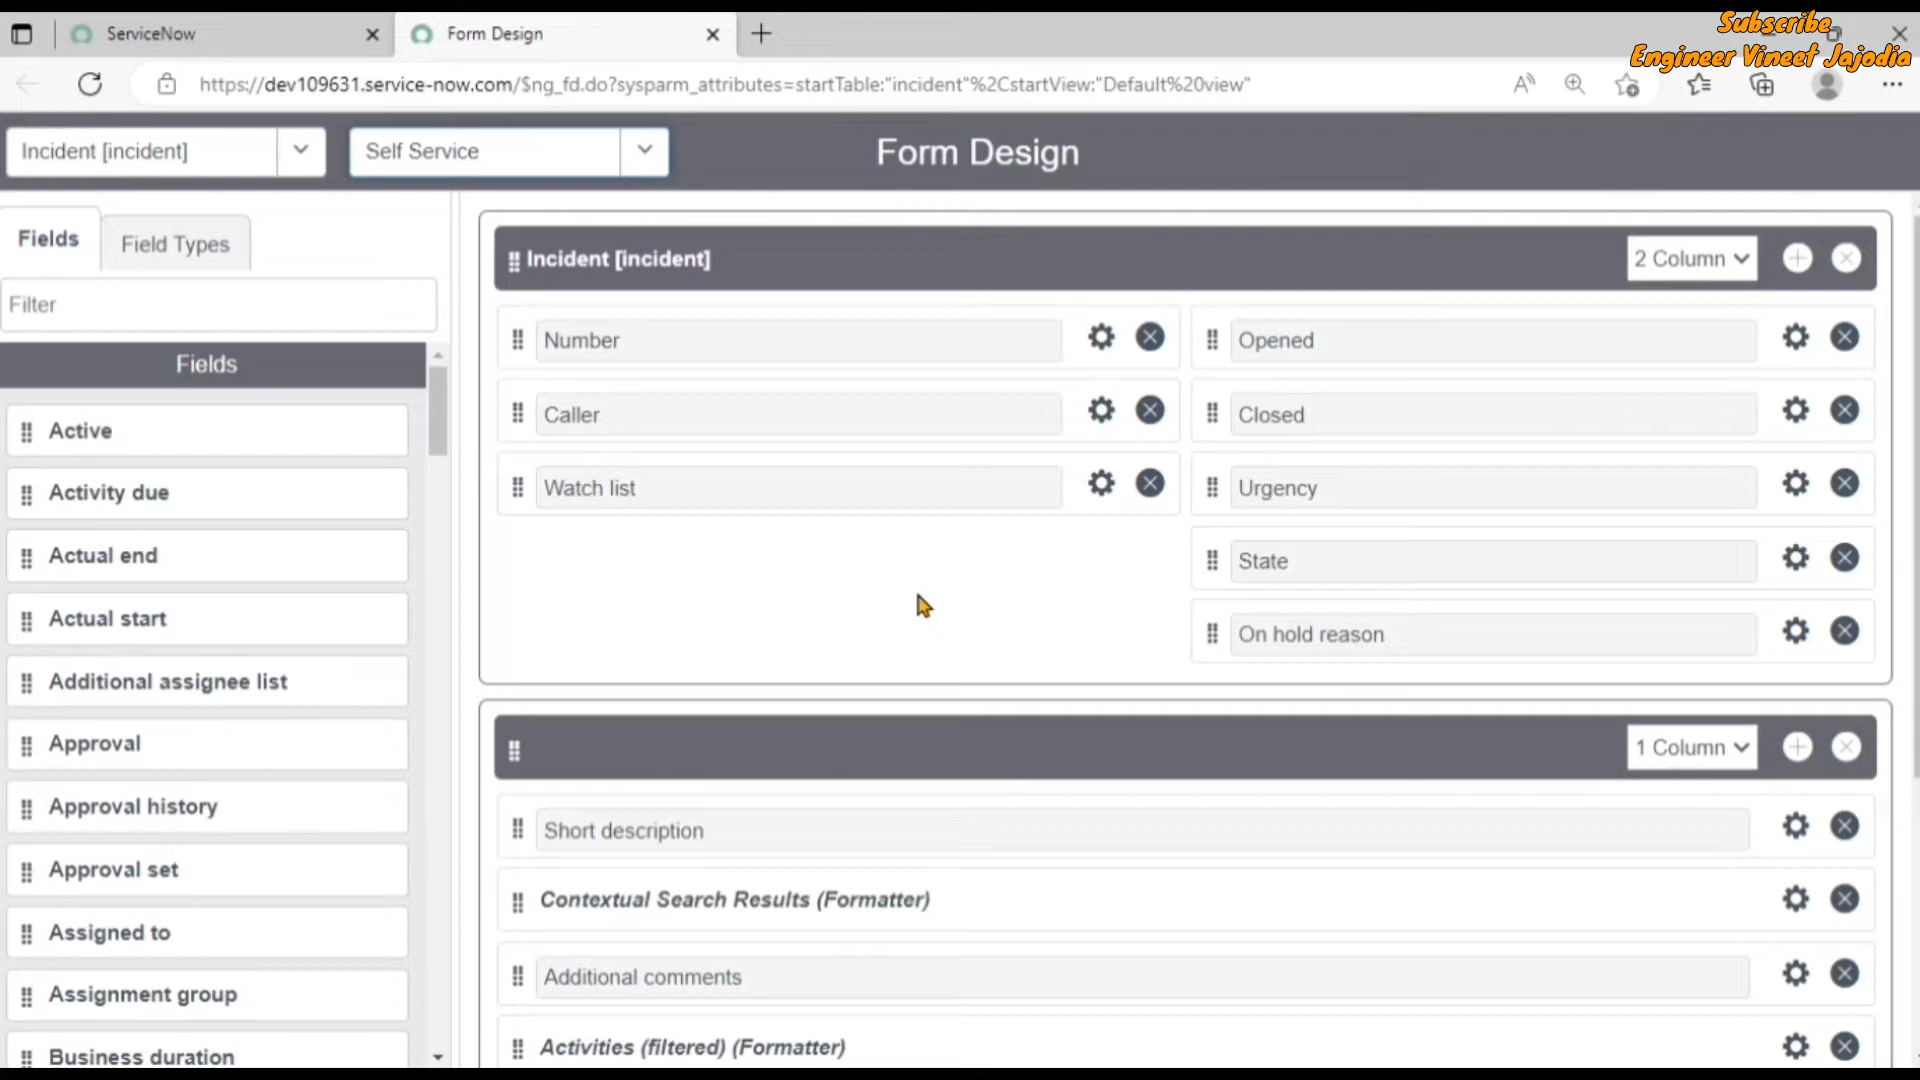 ServiceNow
Form Design
Subscribe
Engineer Vineet Jajodia
https://dev109631.service-now.com/$ng_fd.do?sysparm_attributes=startTable:"incident"%2CstartView:"Default%20view"
Incident [incident]
Self Service
Form Design
Fields
Field Types
Filter
Fields
Active
Activity due
Actual end
Actual start
Additional assignee list
Approval
Approval history
Approval set
Assigned to
Assignment group
Business duration
Incident [incident]
2 Column
Number
Opened
Caller
Closed
Watch list
Urgency
State
On hold reason
1 Column
Short description
Contextual Search Results (Formatter)
Additional comments
Activities (filtered) (Formatter)